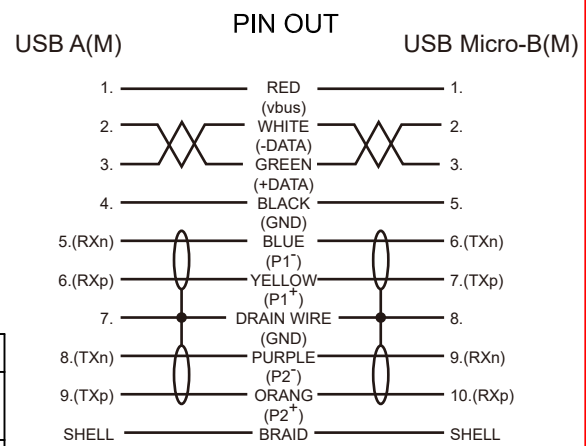 PIN OUT
USB A(M) USB Micro-B(M)
1. RED 1.
(vbus)
2. WHITE 2.
(-DATA)
3. GREEN 3.
(+DATA)
4. BLACK 5.
(GND)
5.(RXn) BLUE 6.(TXn)
(P1⁻)
6.(RXp) YELLOW 7.(TXp)
(P1⁺)
7. DRAIN WIRE 8.
(GND)
8.(TXn) PURPLE 9.(RXn)
(P2⁻)
9.(TXp) ORANG 10.(RXp)
(P2⁺)
SHELL BRAID SHELL